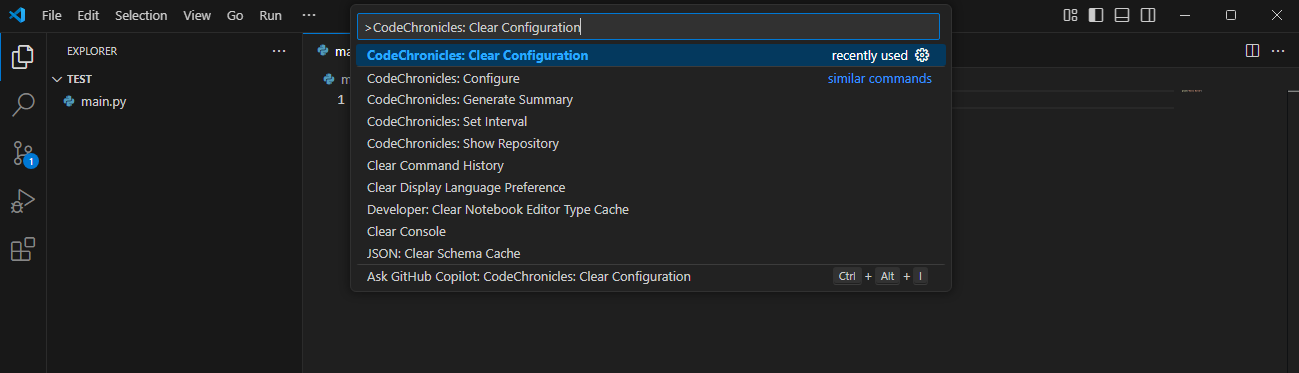 File Edit Selection View Go Run ···
>CodeChronicles: Clear Configuration
CodeChronicles: Clear Configuration recently used
CodeChronicles: Configure similar commands
CodeChronicles: Generate Summary
CodeChronicles: Set Interval
CodeChronicles: Show Repository
Clear Command History
Clear Display Language Preference
Developer: Clear Notebook Editor Type Cache
Clear Console
JSON: Clear Schema Cache
Ask GitHub Copilot: CodeChronicles: Clear Configuration Ctrl + Alt + I
EXPLORER ···
TEST
main.py
ma
m
1
1